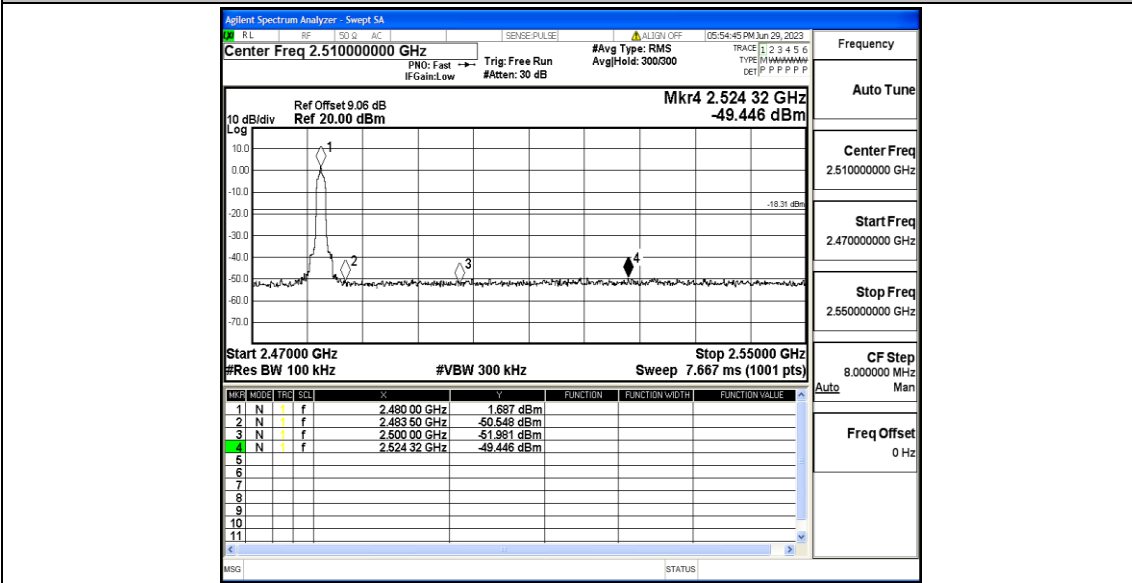 Agilent Spectrum Analyzer - Swept SA
RL RF 50 Ω AC SENSE:PULSE ALIGN OFF 05:54:45 PM Jun 29, 2023
Center Freq 2.510000000 GHz
PNO: Fast
IFGain:Low
Trig: Free Run
#Atten: 30 dB
#Avg Type: RMS
Avg|Hold: 300/300
TRACE 1 2 3 4 5 6
TYPE M
DET P P P P P P
Ref Offset 9.06 dB
10 dB/div Ref 20.00 dBm
Log
Mkr4 2.524 32 GHz
-49.446 dBm
10.0
0.00
-10.0
-20.0
-30.0
-40.0
-50.0
-60.0
-70.0
1
2
3
4
-18.31 dBm
Start 2.47000 GHz Stop 2.55000 GHz
#Res BW 100 kHz #VBW 300 kHz Sweep 7.667 ms (1001 pts)
MKR MODE TRC SCL X Y FUNCTION FUNCTION WIDTH FUNCTION VALUE
1 N 1 f 2.480 00 GHz 1.687 dBm
2 N 1 f 2.483 50 GHz -50.548 dBm
3 N 1 f 2.500 00 GHz -51.981 dBm
4 N 1 f 2.524 32 GHz -49.446 dBm
5
6
7
8
9
10
11
MSG STATUS
Frequency
Auto Tune
Center Freq
2.510000000 GHz
Start Freq
2.470000000 GHz
Stop Freq
2.550000000 GHz
CF Step
8.000000 MHz
Auto Man
Freq Offset
0 Hz